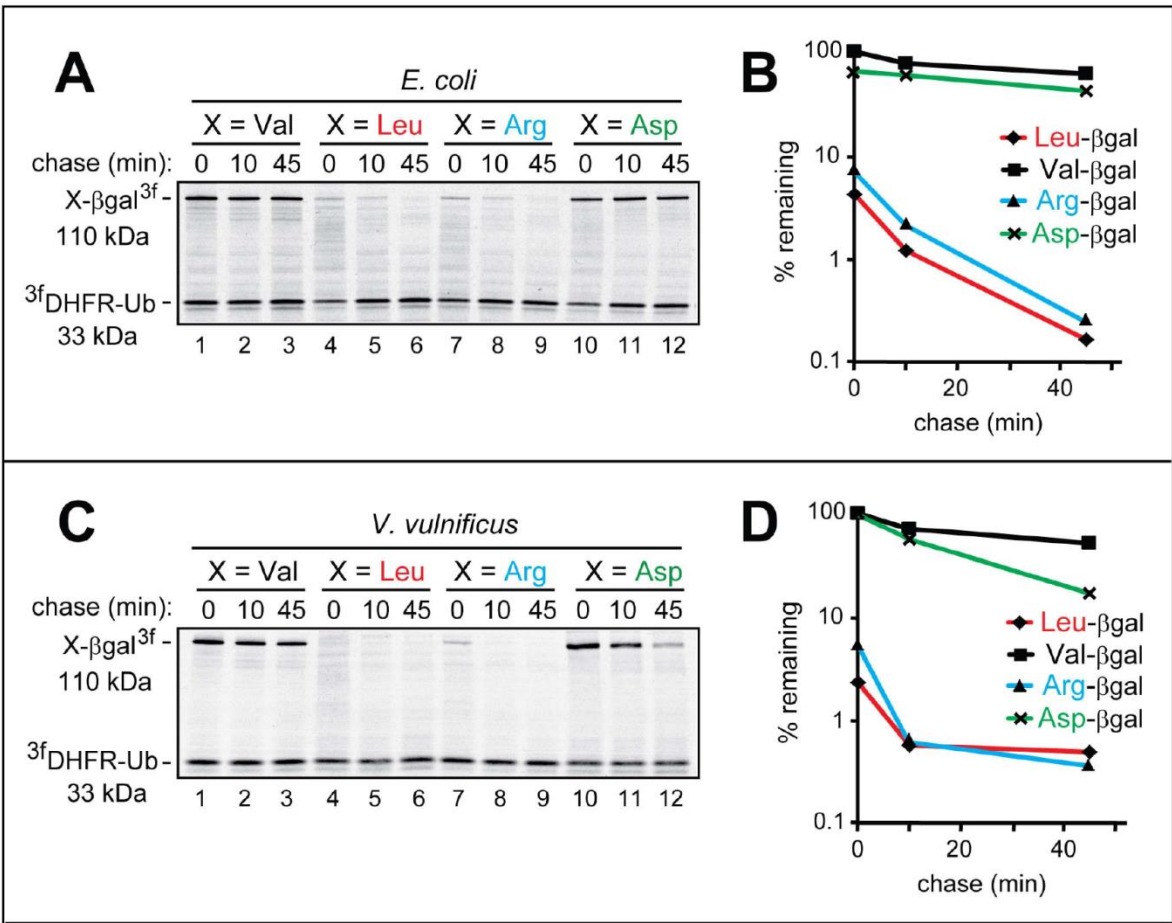 A
E. coli
X = Val X = Leu X = Arg X = Asp
chase (min): 0 10 45 0 10 45 0 10 45 0 10 45
X-βgal³ᶠ -
110 kDa
³ᶠDHFR-Ub -
33 kDa
1 2 3 4 5 6 7 8 9 10 11 12
B
100
10
1
0.1
% remaining
Leu-βgal
Val-βgal
Arg-βgal
Asp-βgal
0 20 40
chase (min)
C
V. vulnificus
X = Val X = Leu X = Arg X = Asp
chase (min): 0 10 45 0 10 45 0 10 45 0 10 45
X-βgal³ᶠ -
110 kDa
³ᶠDHFR-Ub -
33 kDa
1 2 3 4 5 6 7 8 9 10 11 12
D
100
10
1
0.1
% remaining
Leu-βgal
Val-βgal
Arg-βgal
Asp-βgal
0 20 40
chase (min)